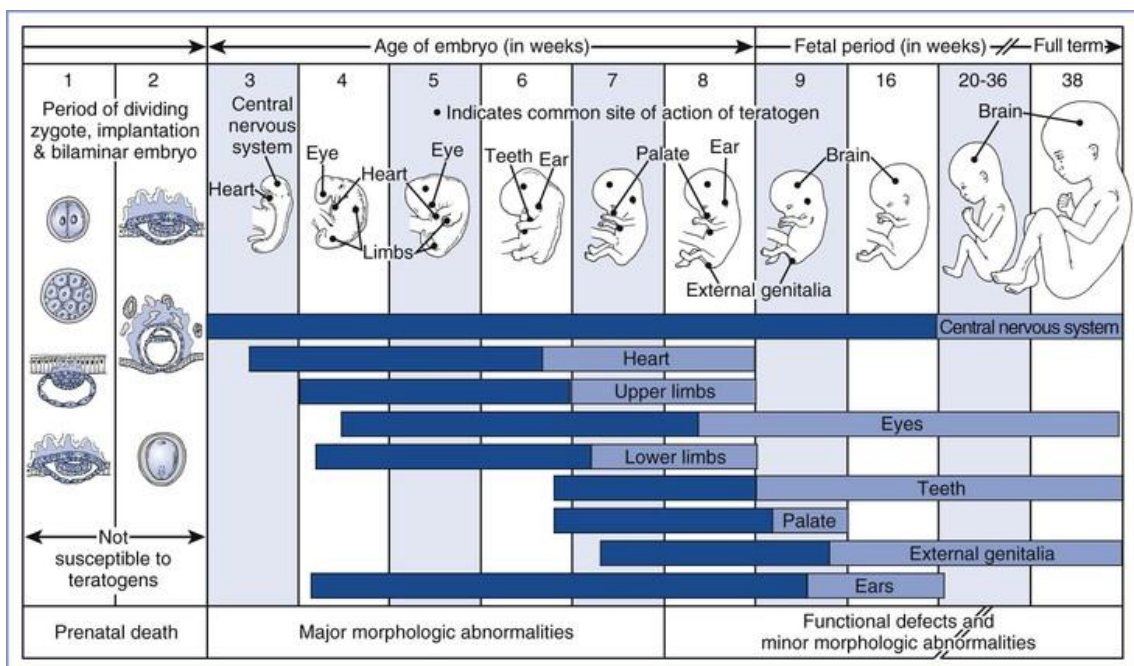 Age of embryo (in weeks)
Fetal period (in weeks)
Full term
1
2
3
4
5
6
7
8
9
16
20-36
38
Period of dividing
zygote, implantation
& bilaminar embryo
Central
nervous
system
Heart
• Indicates common site of action of teratogen
Eye
Heart
Limbs
Eye
Teeth
Ear
Palate
Ear
External genitalia
Brain
Brain
Central nervous system
Heart
Upper limbs
Eyes
Lower limbs
Teeth
Palate
External genitalia
Ears
Not
susceptible to
teratogens
Prenatal death
Major morphologic abnormalities
Functional defects and
minor morphologic abnormalities